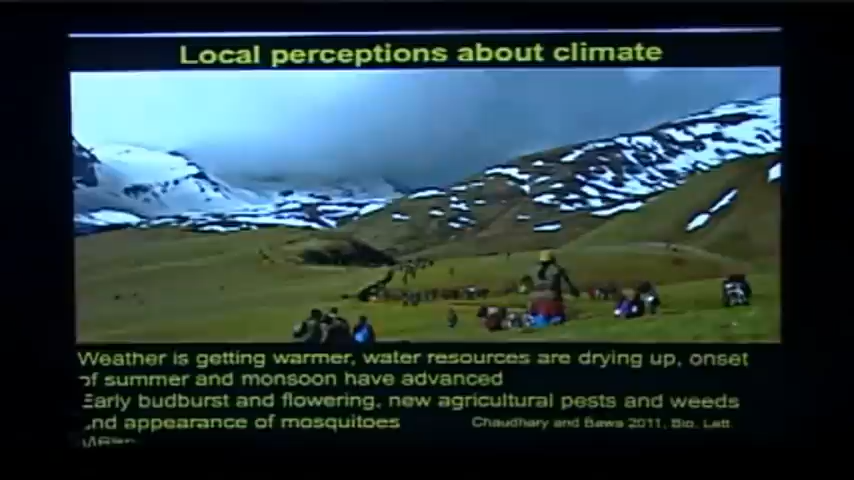 Local perceptions about climate
Weather is getting warmer, water resources are drying up, onset
of summer and monsoon have advanced
Early budburst and flowering, new agricultural pests and weeds
and appearance of mosquitoes
Chaudhary and Bawa 2011, Bio. Lett.